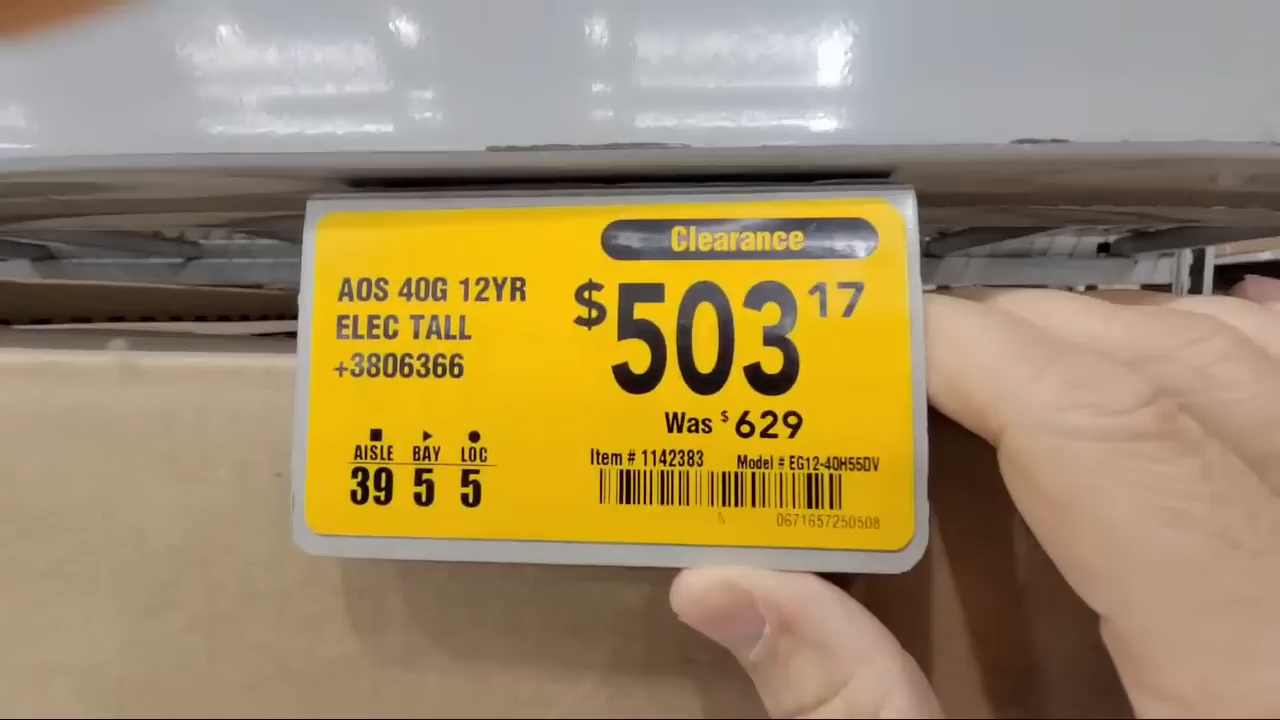 Clearance
AOS 40G 12YR
ELEC TALL
+3806366
$503 17
Was $629
AISLE BAY LOC
39 5 5
Item # 1142383 Model # EG12-40H55DV
0671657250508